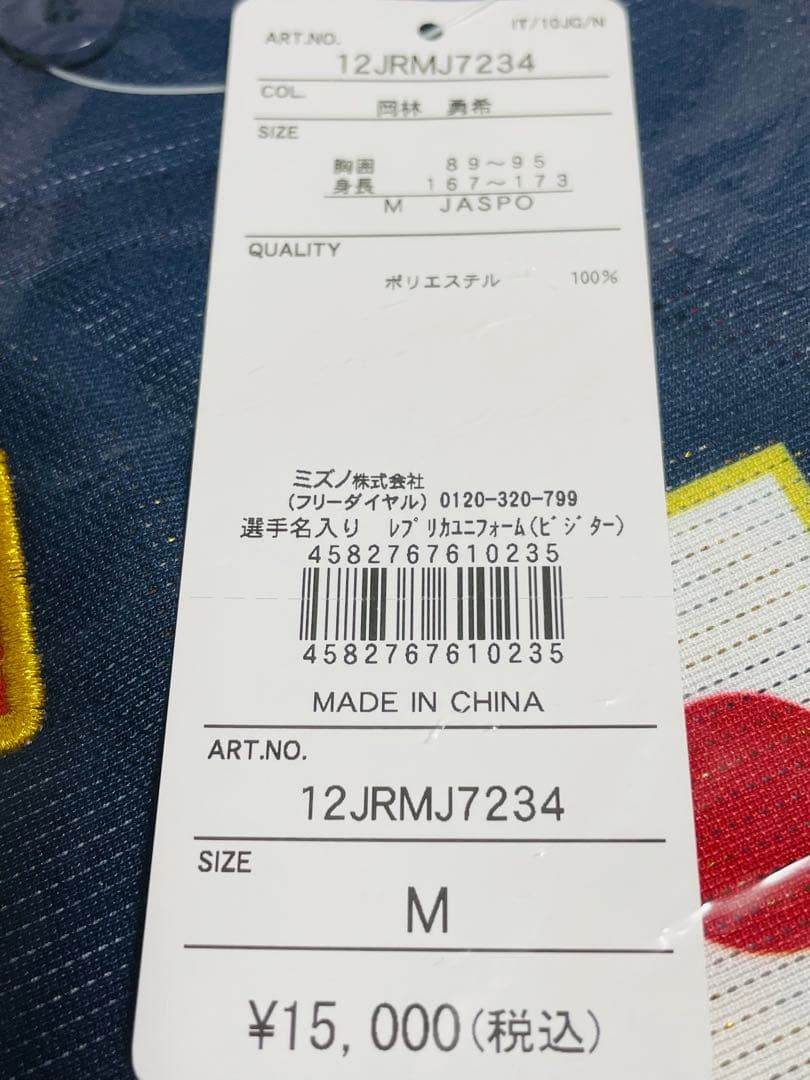 IT/10JG/N
ART.NO.
12JRMJ7234
COL.
岡林 勇希
SIZE
胸囲 89～95
身長 167～173
M JASPO
QUALITY
ポリエステル 100%
ミズノ株式会社
(フリーダイヤル) 0120-320-799
選手名入り ﾚﾌﾟﾘｶﾕﾆﾌｫｰﾑ(ﾋﾞｼﾞﾀｰ)
4582767610235
4582767610235
MADE IN CHINA
ART.NO.
12JRMJ7234
SIZE
M
¥15,000(税込)